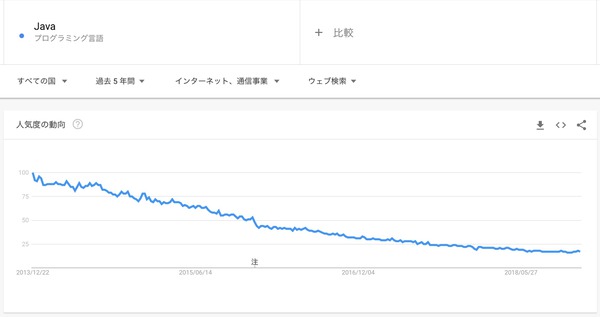 Java
プログラミング言語
+ 比較
すべての国 過去 5 年間 インターネット、通信事業 ウェブ検索
人気度の動向 ?
100
75
50
25
注
2013/12/22 2015/06/14 2016/12/04 2018/05/27